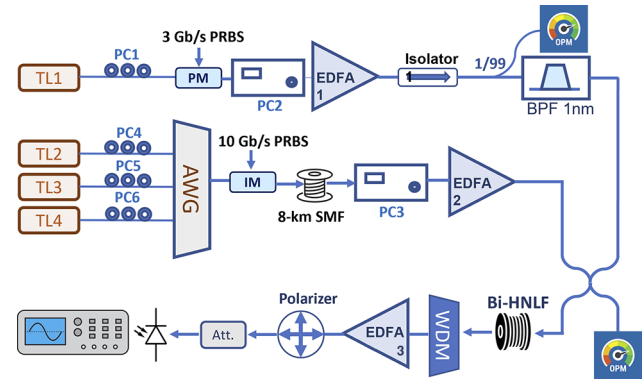 3 Gb/s PRBS
OPM
TL1
PC1
PM
PC2
EDFA
1
Isolator
1/99
BPF 1nm
TL2
TL3
TL4
PC4
PC5
PC6
AWG
10 Gb/s PRBS
IM
8-km SMF
PC3
EDFA
2
Bi-HNLF
OPM
WDM
EDFA
3
Polarizer
Att.